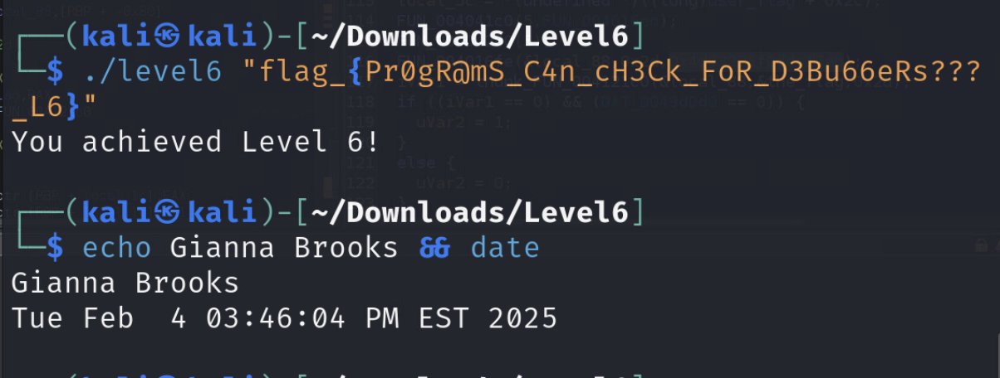 ┌──(kali㉿kali)-[~/Downloads/Level6]
└─$ ./level6 "flag_{Pr0gR@mS_C4n_cH3Ck_FoR_D3Bu66eRs???
_L6}"
You achieved Level 6!
┌──(kali㉿kali)-[~/Downloads/Level6]
└─$ echo Gianna Brooks && date
Gianna Brooks
Tue Feb  4 03:46:04 PM EST 2025